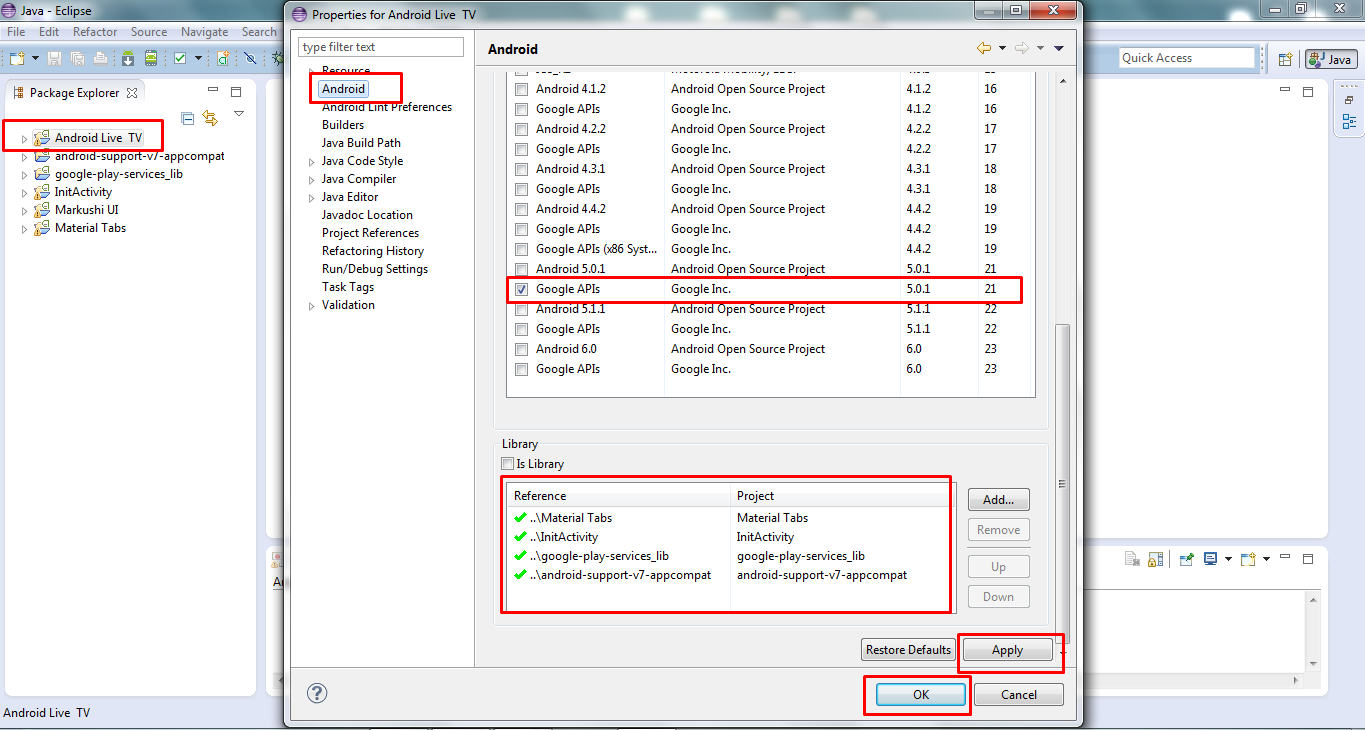 Java - Eclipse
File Edit Refactor Source Navigate Search
Quick Access
Java
Package Explorer
Android Live TV
android-support-v7-appcompat
google-play-services_lib
InitActivity
Markushi UI
Material Tabs
Properties for Android Live TV
type filter text
Resource
Android
Android Lint Preferences
Builders
Java Build Path
Java Code Style
Java Compiler
Java Editor
Javadoc Location
Project References
Refactoring History
Run/Debug Settings
Task Tags
Validation
Android
Android 4.1.2 Android Open Source Project 4.1.2 16
Google APIs Google Inc. 4.1.2 16
Android 4.2.2 Android Open Source Project 4.2.2 17
Google APIs Google Inc. 4.2.2 17
Android 4.3.1 Android Open Source Project 4.3.1 18
Google APIs Google Inc. 4.3.1 18
Android 4.4.2 Android Open Source Project 4.4.2 19
Google APIs Google Inc. 4.4.2 19
Google APIs (x86 Syst... Google Inc. 4.4.2 19
Android 5.0.1 Android Open Source Project 5.0.1 21
Google APIs Google Inc. 5.0.1 21
Android 5.1.1 Android Open Source Project 5.1.1 22
Google APIs Google Inc. 5.1.1 22
Android 6.0 Android Open Source Project 6.0 23
Google APIs Google Inc. 6.0 23
Library
Is Library
Reference Project
..\Material Tabs Material Tabs
..\InitActivity InitActivity
..\google-play-services_lib google-play-services_lib
..\android-support-v7-appcompat android-support-v7-appcompat
Add...
Remove
Up
Down
Restore Defaults Apply
OK Cancel
Android Live TV